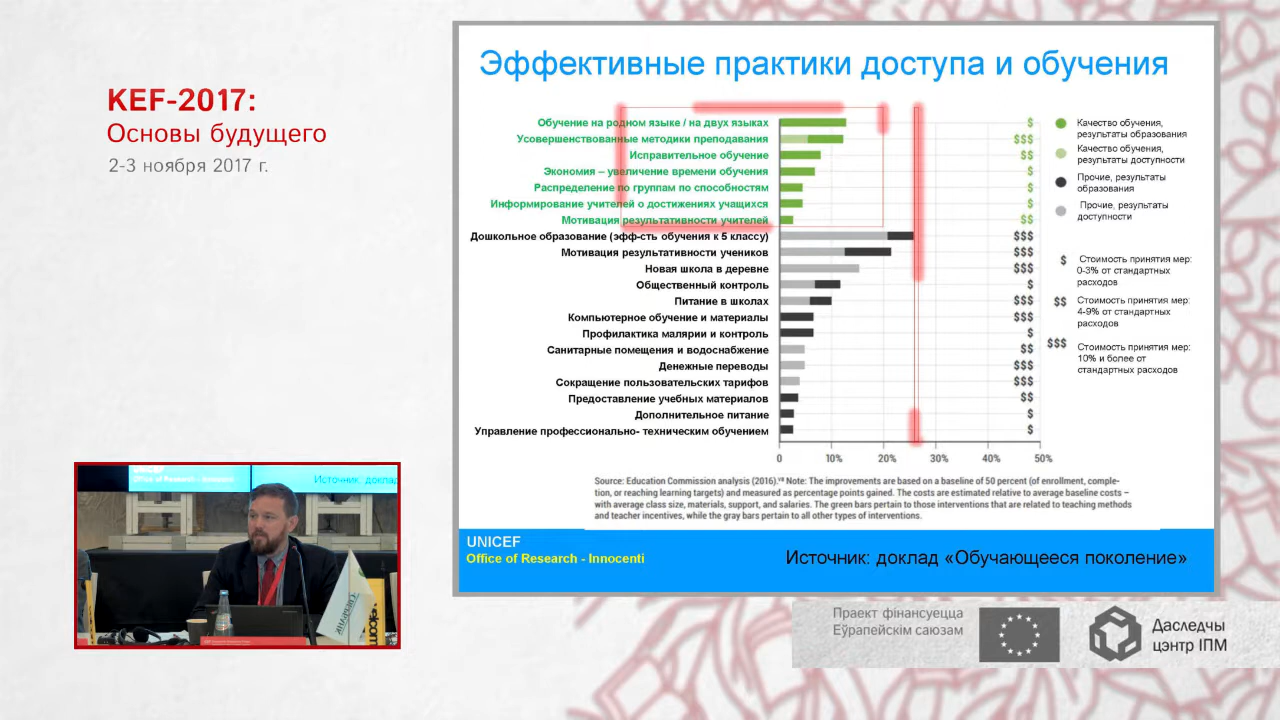 KEF-2017:
Основы будущего
2-3 ноября 2017 г.
Эффективные практики доступа и обучения
Обучение на родном языке / на двух языках
$
Усовершенствованные методики преподавания
$$$
Исправительное обучение
$$
Экономия – увеличение времени обучения
$
Распределение по группам по способностям
$
Информирование учителей о достижениях учащихся
$
Мотивация результативности учителей
$$
Дошкольное образование (эфф-сть обучения к 5 классу)
$$$
Мотивация результативности учеников
$$$
Новая школа в деревне
$$$
Общественный контроль
$
Питание в школах
$$$
Компьютерное обучение и материалы
$$$
Профилактика малярии и контроль
$
Санитарные помещения и водоснабжение
$$
Денежные переводы
$$$
Сокращение пользовательских тарифов
$$$
Предоставление учебных материалов
$$
Дополнительное питание
$
Управление профессионально- техническим обучением
$
0 10% 20% 30% 40% 50%
Качество обучения,
результаты образования
Качество обучения,
результаты доступности
Прочие, результаты
образования
Прочие, результаты
доступности
$ Стоимость принятия мер:
0-3% от стандартных
расходов
$$ Стоимость принятия мер:
4-9% от стандартных
расходов
$$$ Стоимость принятия мер:
10% и более от
стандартных расходов
Source: Education Commission analysis (2016). Note: The improvements are based on a baseline of 50 percent (of enrollment, comple-
tion, or reaching learning targets) and measured as percentage points gained. The costs are estimated relative to average baseline costs –
with average class size, materials, support, and salaries. The green bars pertain to those interventions that are related to teaching methods
and teacher incentives, while the gray bars pertain to all other types of interventions.
UNICEF
Office of Research - Innocenti
Источник: доклад «Обучающееся поколение»
Office of Research - Innocenti
Источник: доклад
Праект фінансуецца
Еўрапейскім саюзам
Даследчы
цэнтр ІПМ